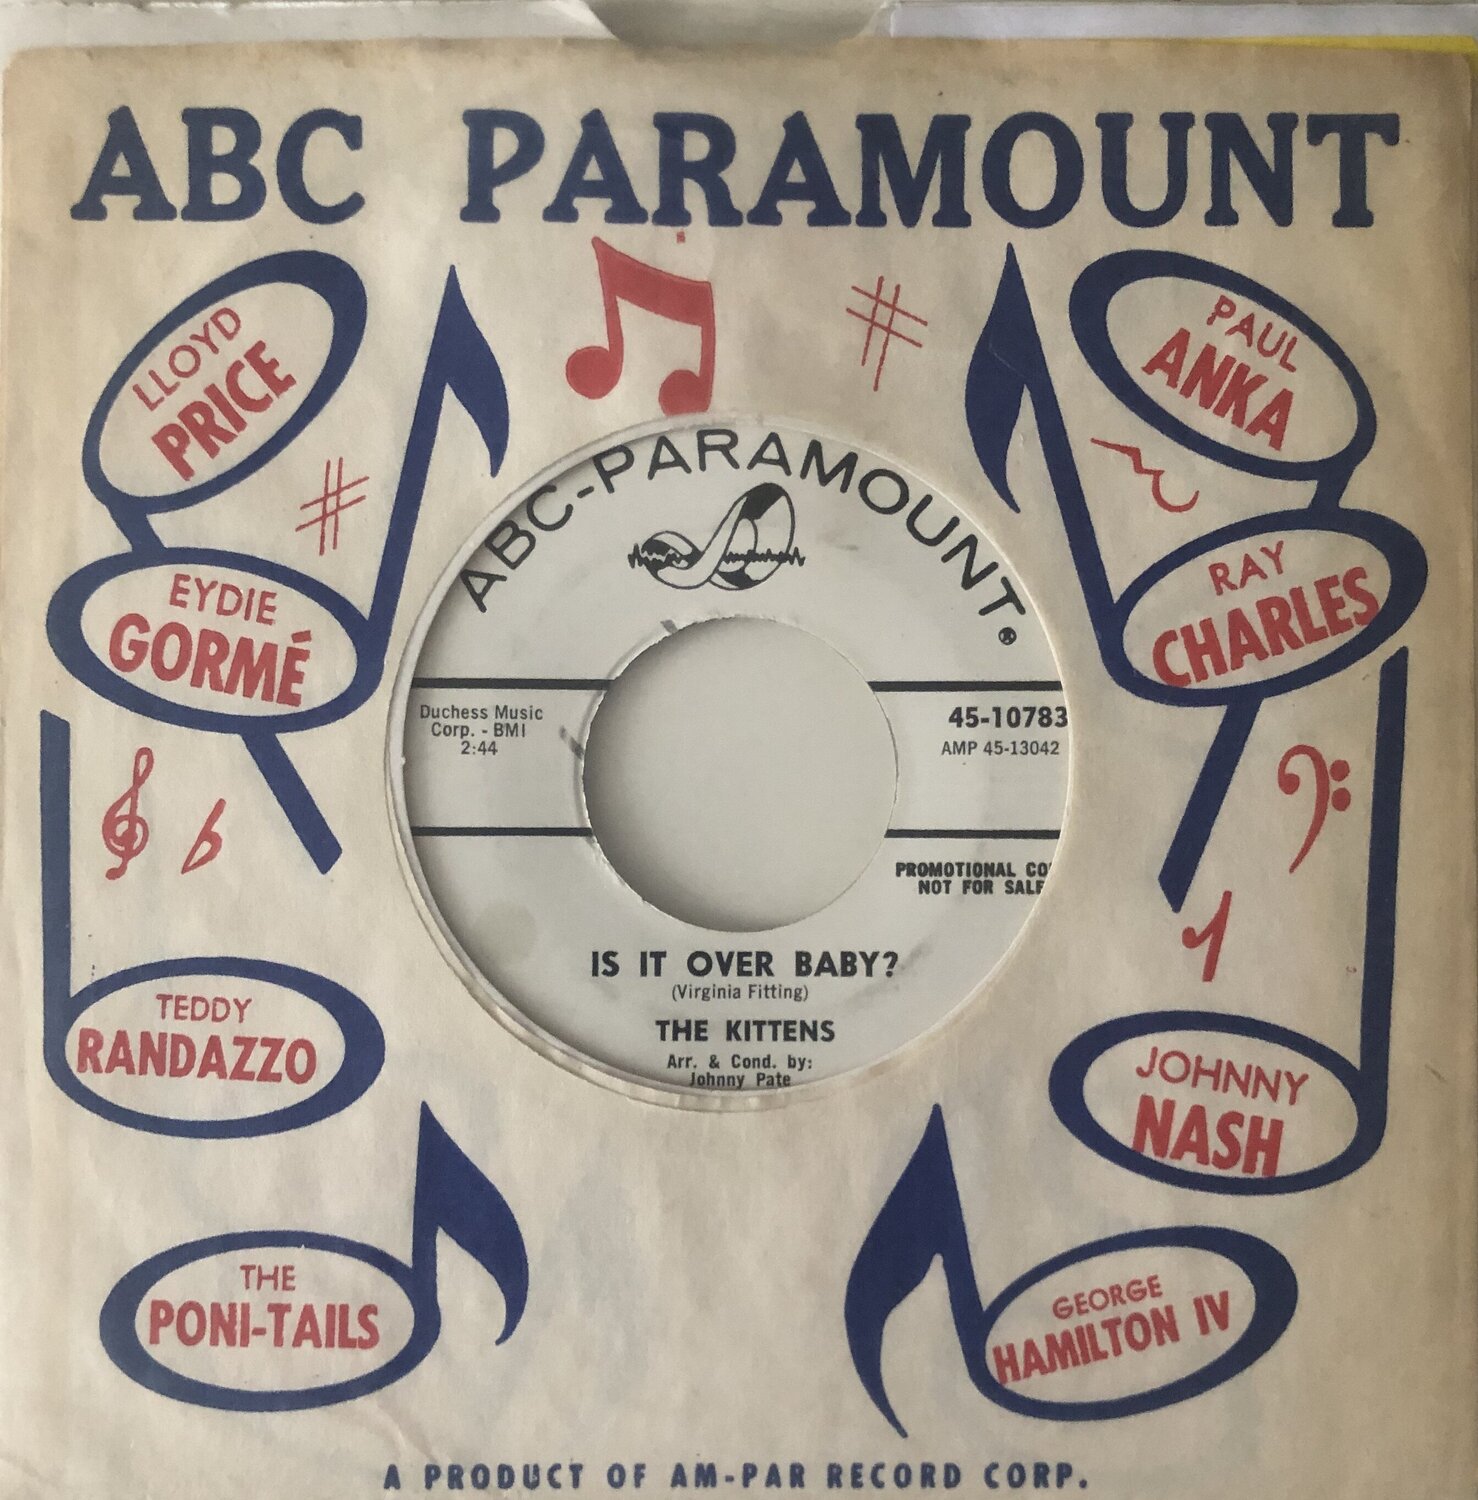 ABC PARAMOUNT
LLOYD
PRICE
PAUL
ANKA
EYDIE
GORMÉ
RAY
CHARLES
ABC-PARAMOUNT®
Duchess Music
Corp. - BMI
2:44
45-10783
AMP 45-13042
PROMOTIONAL CO
NOT FOR SALE
IS IT OVER BABY?
(Virginia Fitting)
THE KITTENS
Arr. & Cond. by:
Johnny Pate
TEDDY
RANDAZZO
JOHNNY
NASH
THE
PONI-TAILS
GEORGE
HAMILTON IV
A PRODUCT OF AM-PAR RECORD CORP.